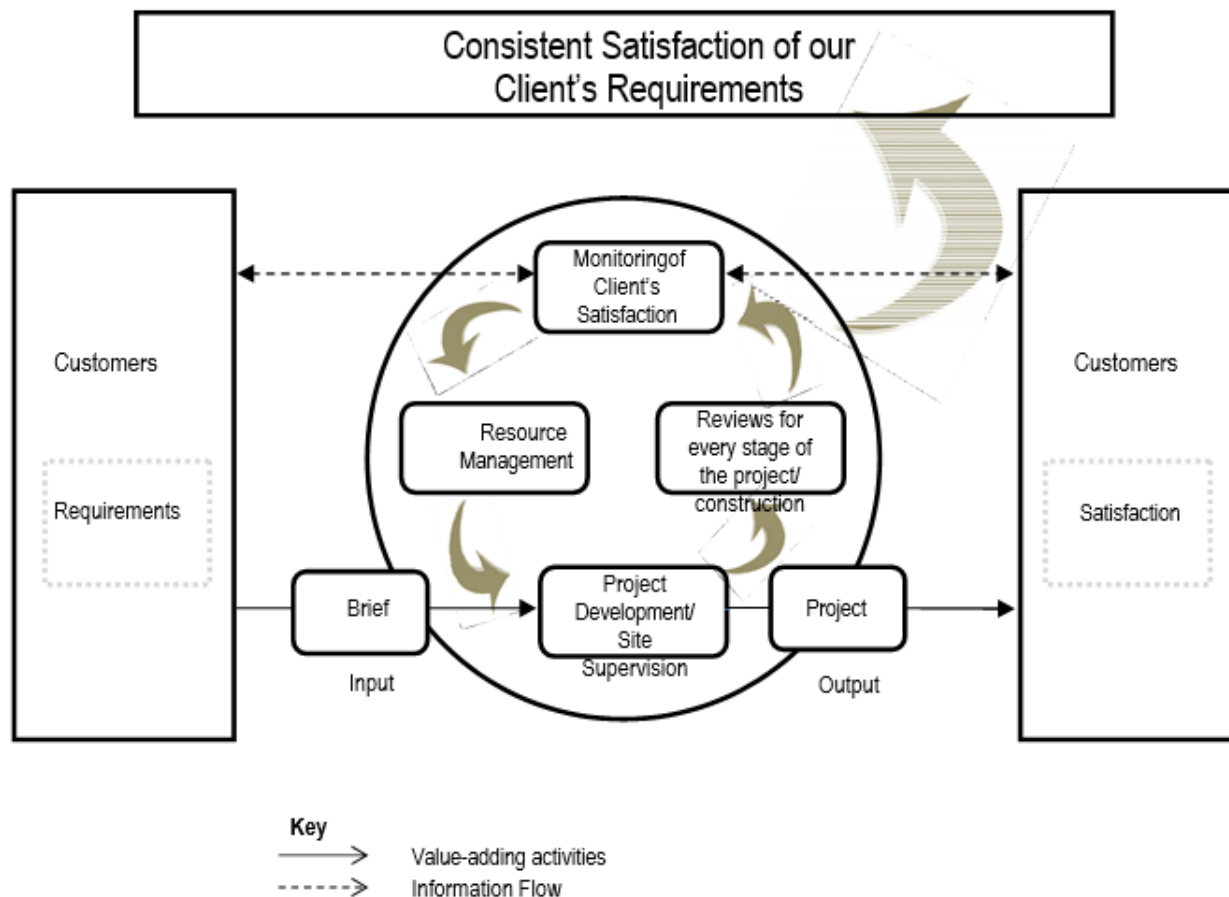 Consistent Satisfaction of our
Client's Requirements
Customers
Requirements
Monitoringof
Client's
Satisfaction
Resource
Management
Reviews for
every stage of
the project/
construction
Brief
Input
Project
Development/
Site
Supervision
Project
Output
Customers
Satisfaction
Key
Value-adding activities
Information Flow